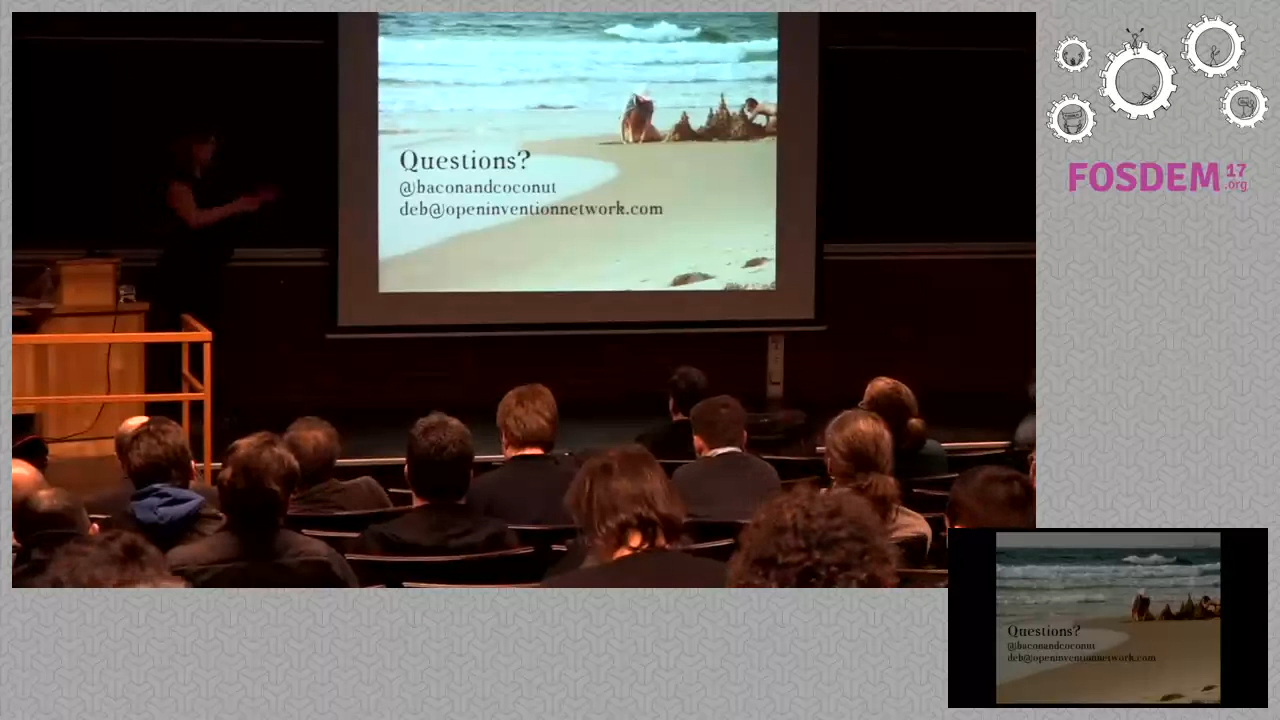 Questions?
@baconandcoconut
deb@openinventionnetwork.com
FOSDEM 17
.org
Questions?
@baconandcoconut
deb@openinventionnetwork.com